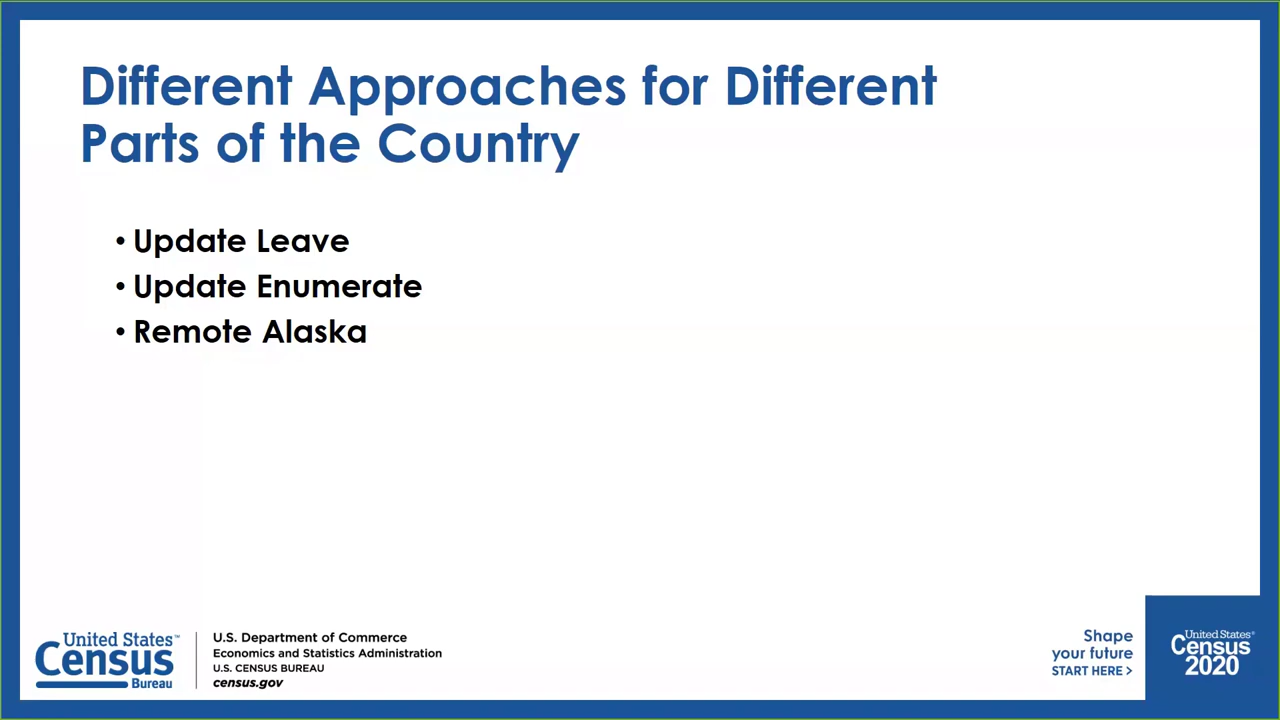 Different Approaches for Different
Parts of the Country
• Update Leave
• Update Enumerate
• Remote Alaska
United States™
Census
Bureau
U.S. Department of Commerce
Economics and Statistics Administration
U.S. CENSUS BUREAU
census.gov
Shape
your future
START HERE >
United States®
Census
2020